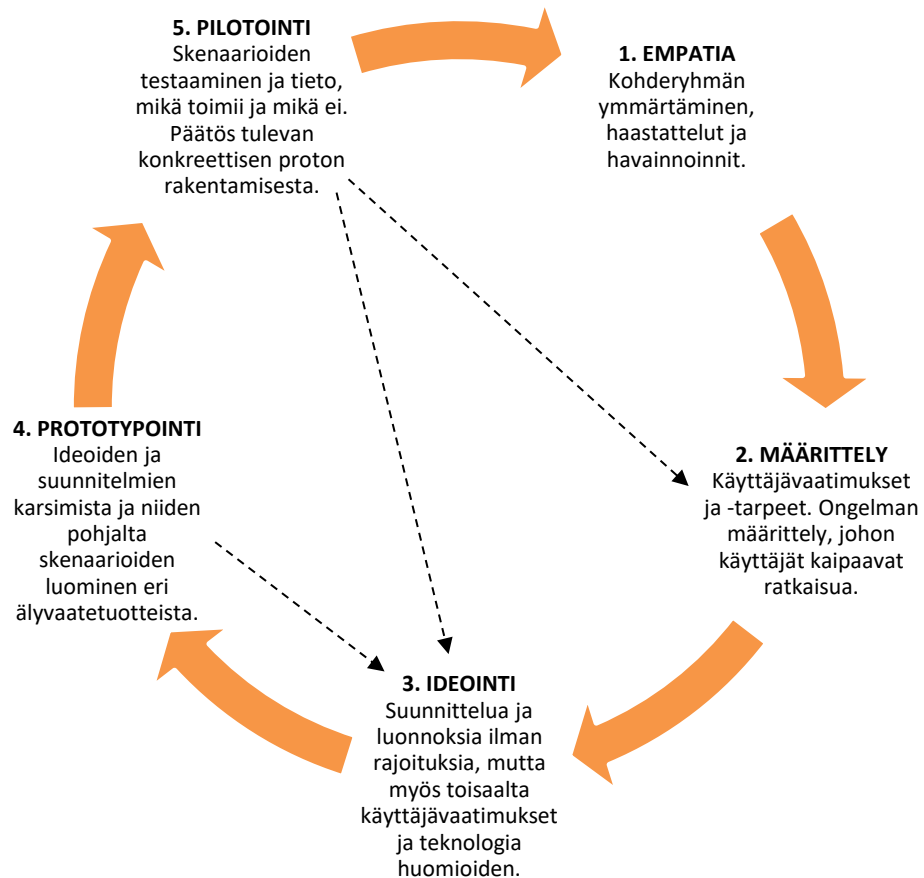 5. PILOTOINTI
Skenaarioiden
testaaminen ja tieto,
mikä toimii ja mikä ei.
Päätös tulevan
konkreettisen proton
rakentamisesta.
1. EMPATIA
Kohderyhmän
ymmärtäminen,
haastattelut ja
havainnoinnit.
2. MÄÄRITTELY
Käyttäjävaatimukset
ja -tarpeet. Ongelman
määrittely, johon
käyttäjät kaipaavat
ratkaisua.
3. IDEOINTI
Suunnittelua ja
luonnoksia ilman
rajoituksia, mutta
myös toisaalta
käyttäjävaatimukset
ja teknologia
huomioiden.
4. PROTOTYPOINTI
Ideoiden ja
suunnitelmien
karsimista ja niiden
pohjalta
skenaarioiden
luominen eri
älyvaatetuotteista.